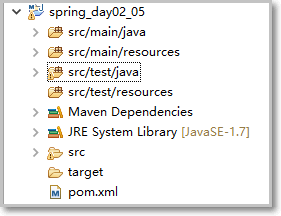 spring_day02_05
src/main/java
src/main/resources
src/test/java
src/test/resources
Maven Dependencies
JRE System Library [JavaSE-1.7]
src
target
pom.xml